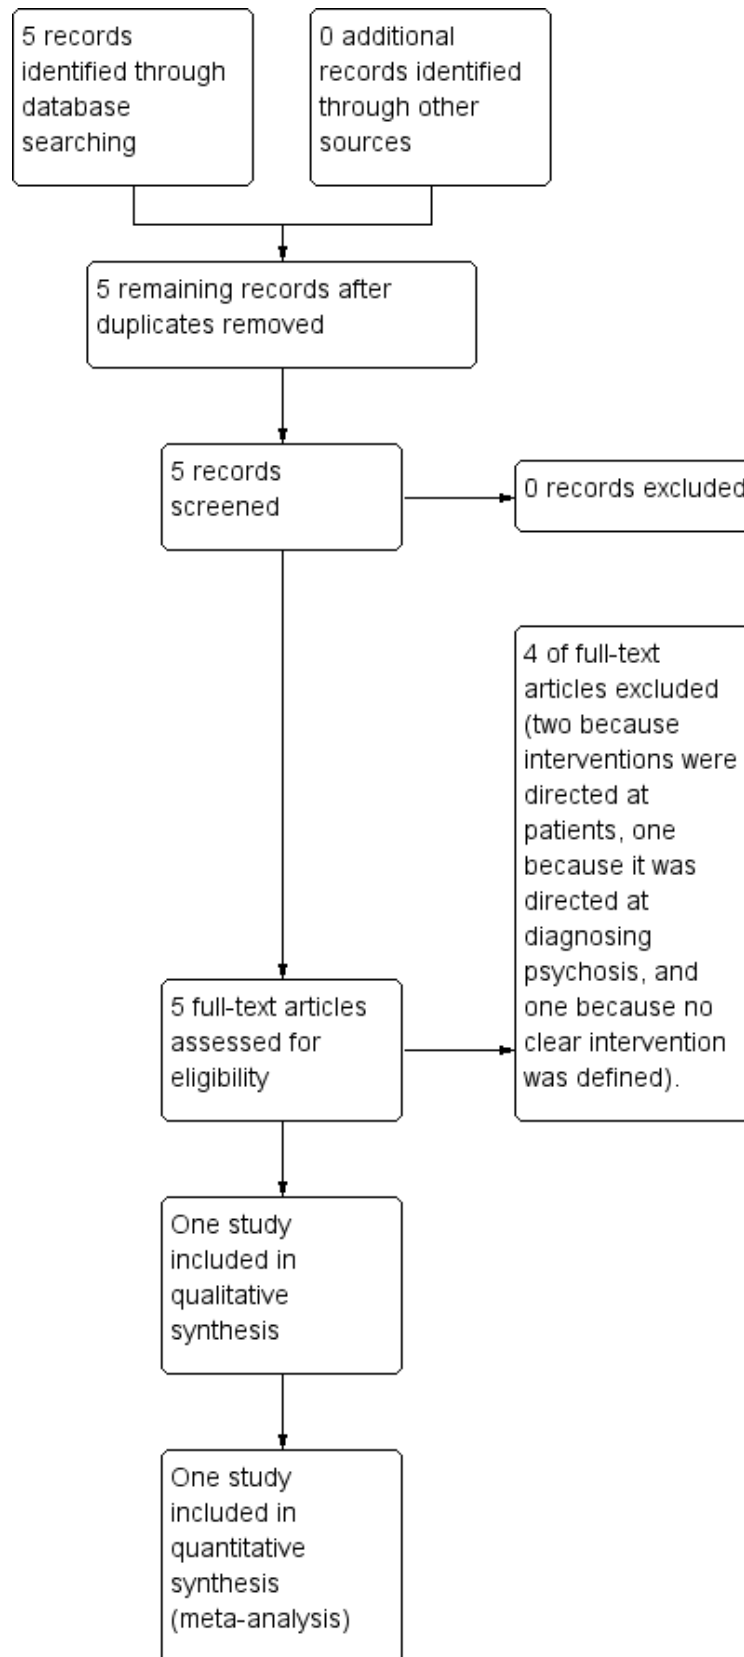 5 records
identified through
database
searching
0 additional
records identified
through other
sources
5 remaining records after
duplicates removed
5 records
screened
0 records excluded
4 of full-text
articles excluded
(two because
interventions were
directed at
patients, one
because it was
directed at
diagnosing
psychosis, and
one because no
clear intervention
was defined).
5 full-text articles
assessed for
eligibility
One study
included in
qualitative
synthesis
One study
included in
quantitative
synthesis
(meta-analysis)